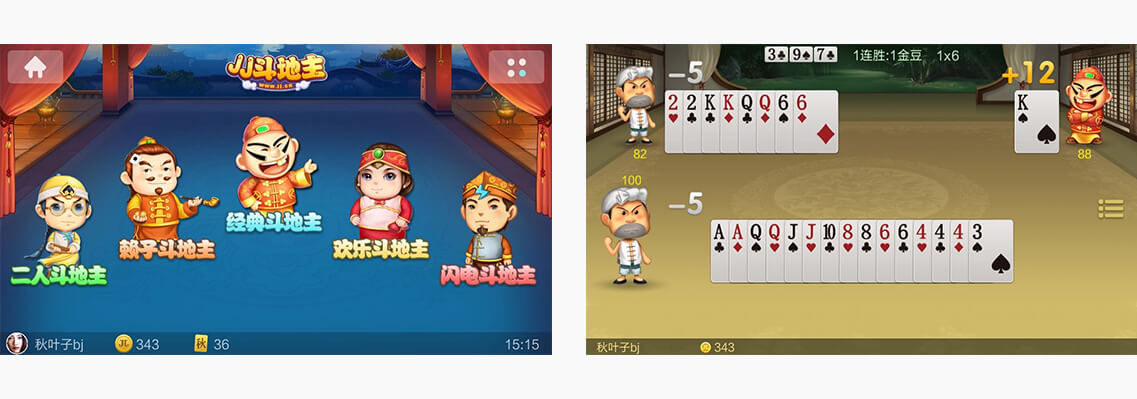 JJ斗地主
WWW.JJ.CN
经典斗地主
赖子斗地主
欢乐斗地主
二人斗地主
闪电斗地主
秋叶子bj
JJ
343
秋
36
15:15
3 9 7
1连胜:1金豆
1x6
-5
+12
2 2 K K Q Q 6 6
K
82
88
100
-5
A A Q Q J J 10 8 8 6 6 4 4 4 3
秋叶子bj
343